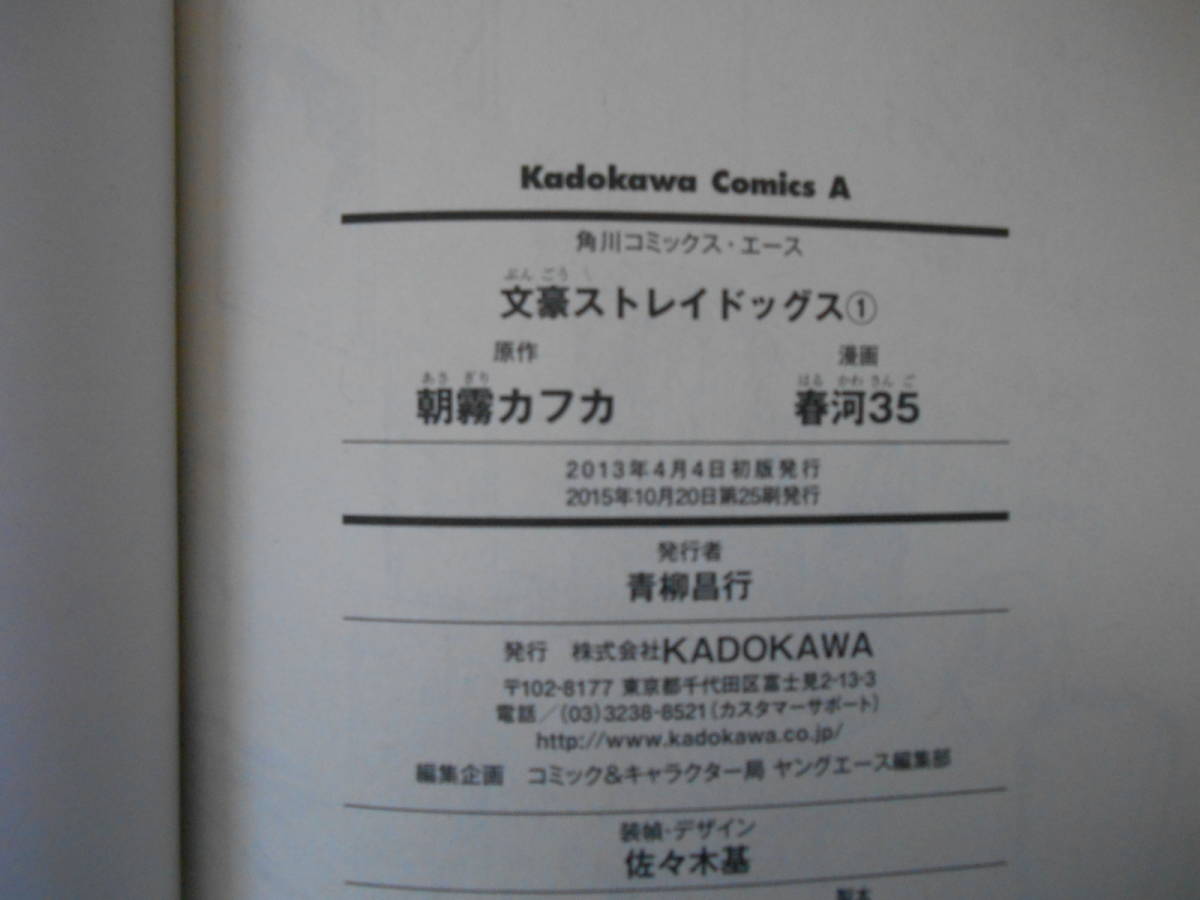 Kadokawa Comics A
角川コミックス・エース
ぶん ごう
文豪ストレイドッグス①
原作 漫画
あさ ぎり はる かわ さん ご
朝霧カフカ 春河35
2013年4月4日初版発行
2015年10月20日第25刷発行
発行者
青柳昌行
発行 株式会社KADOKAWA
〒102-8177 東京都千代田区富士見2-13-3
電話／(03)3238-8521(カスタマーサポート)
http://www.kadokawa.co.jp/
編集企画 コミック&キャラクター局 ヤングエース編集部
装幀・デザイン
佐々木基